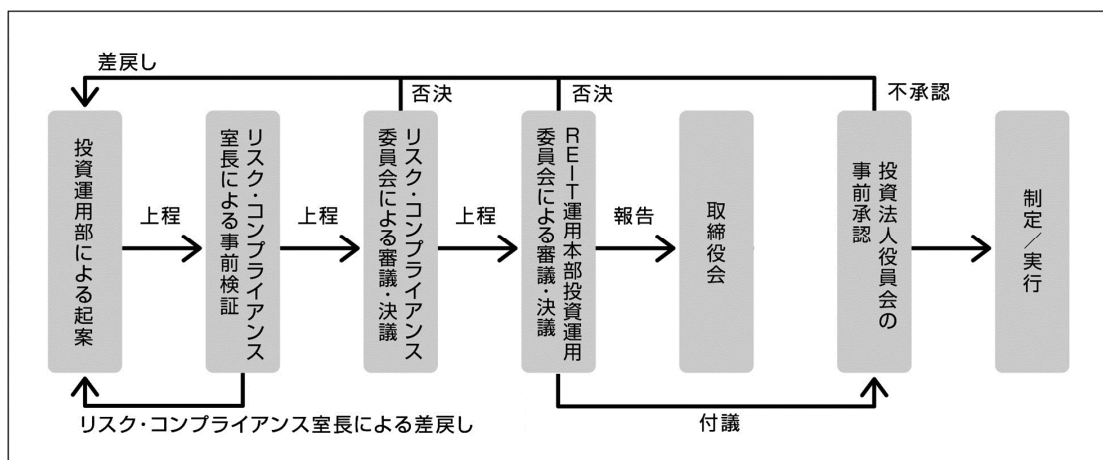 差戻し
否決
否決
不承認
投資運用部による起案
上程
リスク・コンプライアンス
室長による事前検証
上程
リスク・コンプライアンス
委員会による審議・決議
上程
REIT運用本部投資運用
委員会による審議・決議
報告
取締役会
投資法人役員会の
事前承認
制定／実行
リスク・コンプライアンス室長による差戻し
付議